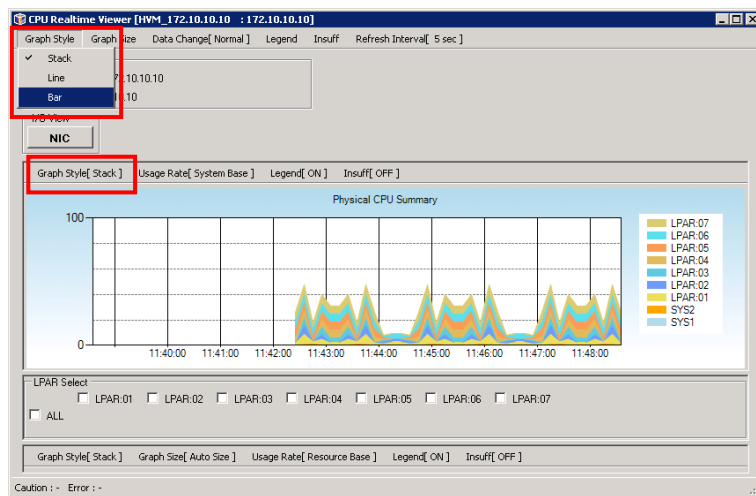 CPU Realtime Viewer [HVM_172.10.10.10 : 172.10.10.10]
Graph Style Graph Size Data Change[ Normal ] Legend Insuff Refresh Interval[ 5 sec ]
Stack
Line
Bar
NIC
Graph Style[ Stack ] Usage Rate[ System Base ] Legend[ ON ] Insuff[ OFF ]
Physical CPU Summary
100
0
11:40:00 11:41:00 11:42:00 11:43:00 11:44:00 11:45:00 11:46:00 11:47:00 11:48:00
LPAR:07
LPAR:06
LPAR:05
LPAR:04
LPAR:03
LPAR:02
LPAR:01
SYS2
SYS1
LPAR Select
LPAR:01 LPAR:02 LPAR:03 LPAR:04 LPAR:05 LPAR:06 LPAR:07
ALL
Graph Style[ Stack ] Graph Size[ Auto Size ] Usage Rate[ Resource Base ] Legend[ ON ] Insuff[ OFF ]
Caution : - Error : -